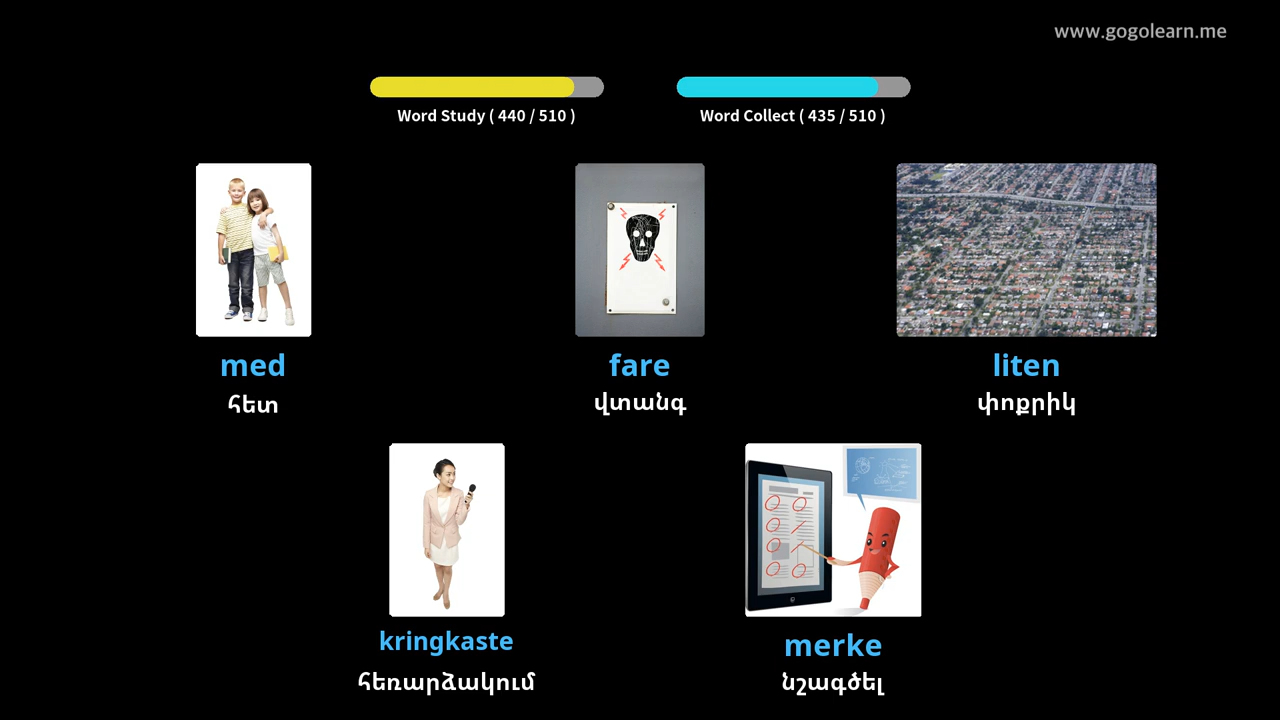 www.gogolearn.me
Word Study ( 440 / 510 )
Word Collect ( 435 / 510 )
med
հետ
fare
վտանգ
liten
փոքրիկ
kringkaste
հեռարձակում
merke
նշագծել